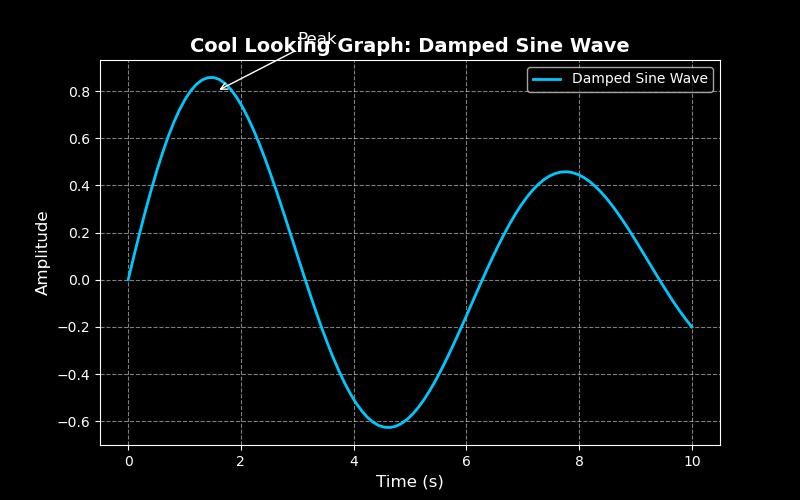 Peak
Cool Looking Graph: Damped Sine Wave
Damped Sine Wave
0.8
0.6
0.4
0.2
0.0
−0.2
−0.4
−0.6
Amplitude
0 2 4 6 8 10
Time (s)